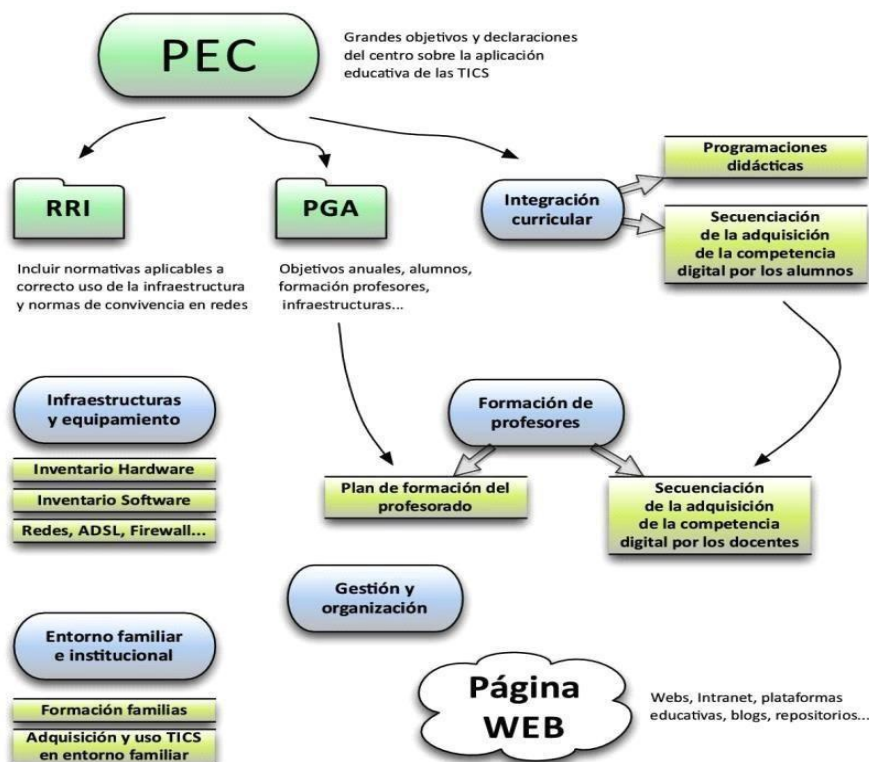 PEC
Grandes objetivos y declaraciones
del centro sobre la aplicación
educativa de las TICS
RRI
Incluir normativas aplicables a
correcto uso de la infraestructura
y normas de convivencia en redes
PGA
Objetivos anuales, alumnos,
formación profesores,
infraestructuras...
Integración
curricular
Programaciones
didácticas
Secuenciación
de la adquisición
de la competencia
digital por los alumnos
Infraestructuras
y equipamiento
Inventario Hardware
Inventario Software
Redes, ADSL, Firewall...
Formación de
profesores
Plan de formación del
profesorado
Secuenciación
de la adquisición
de la competencia
digital por los docentes
Gestión y
organización
Entorno familiar
e institucional
Formación familias
Adquisición y uso TICS
en entorno familiar
Página
WEB
Webs, Intranet, plataformas
educativas, blogs, repositorios...